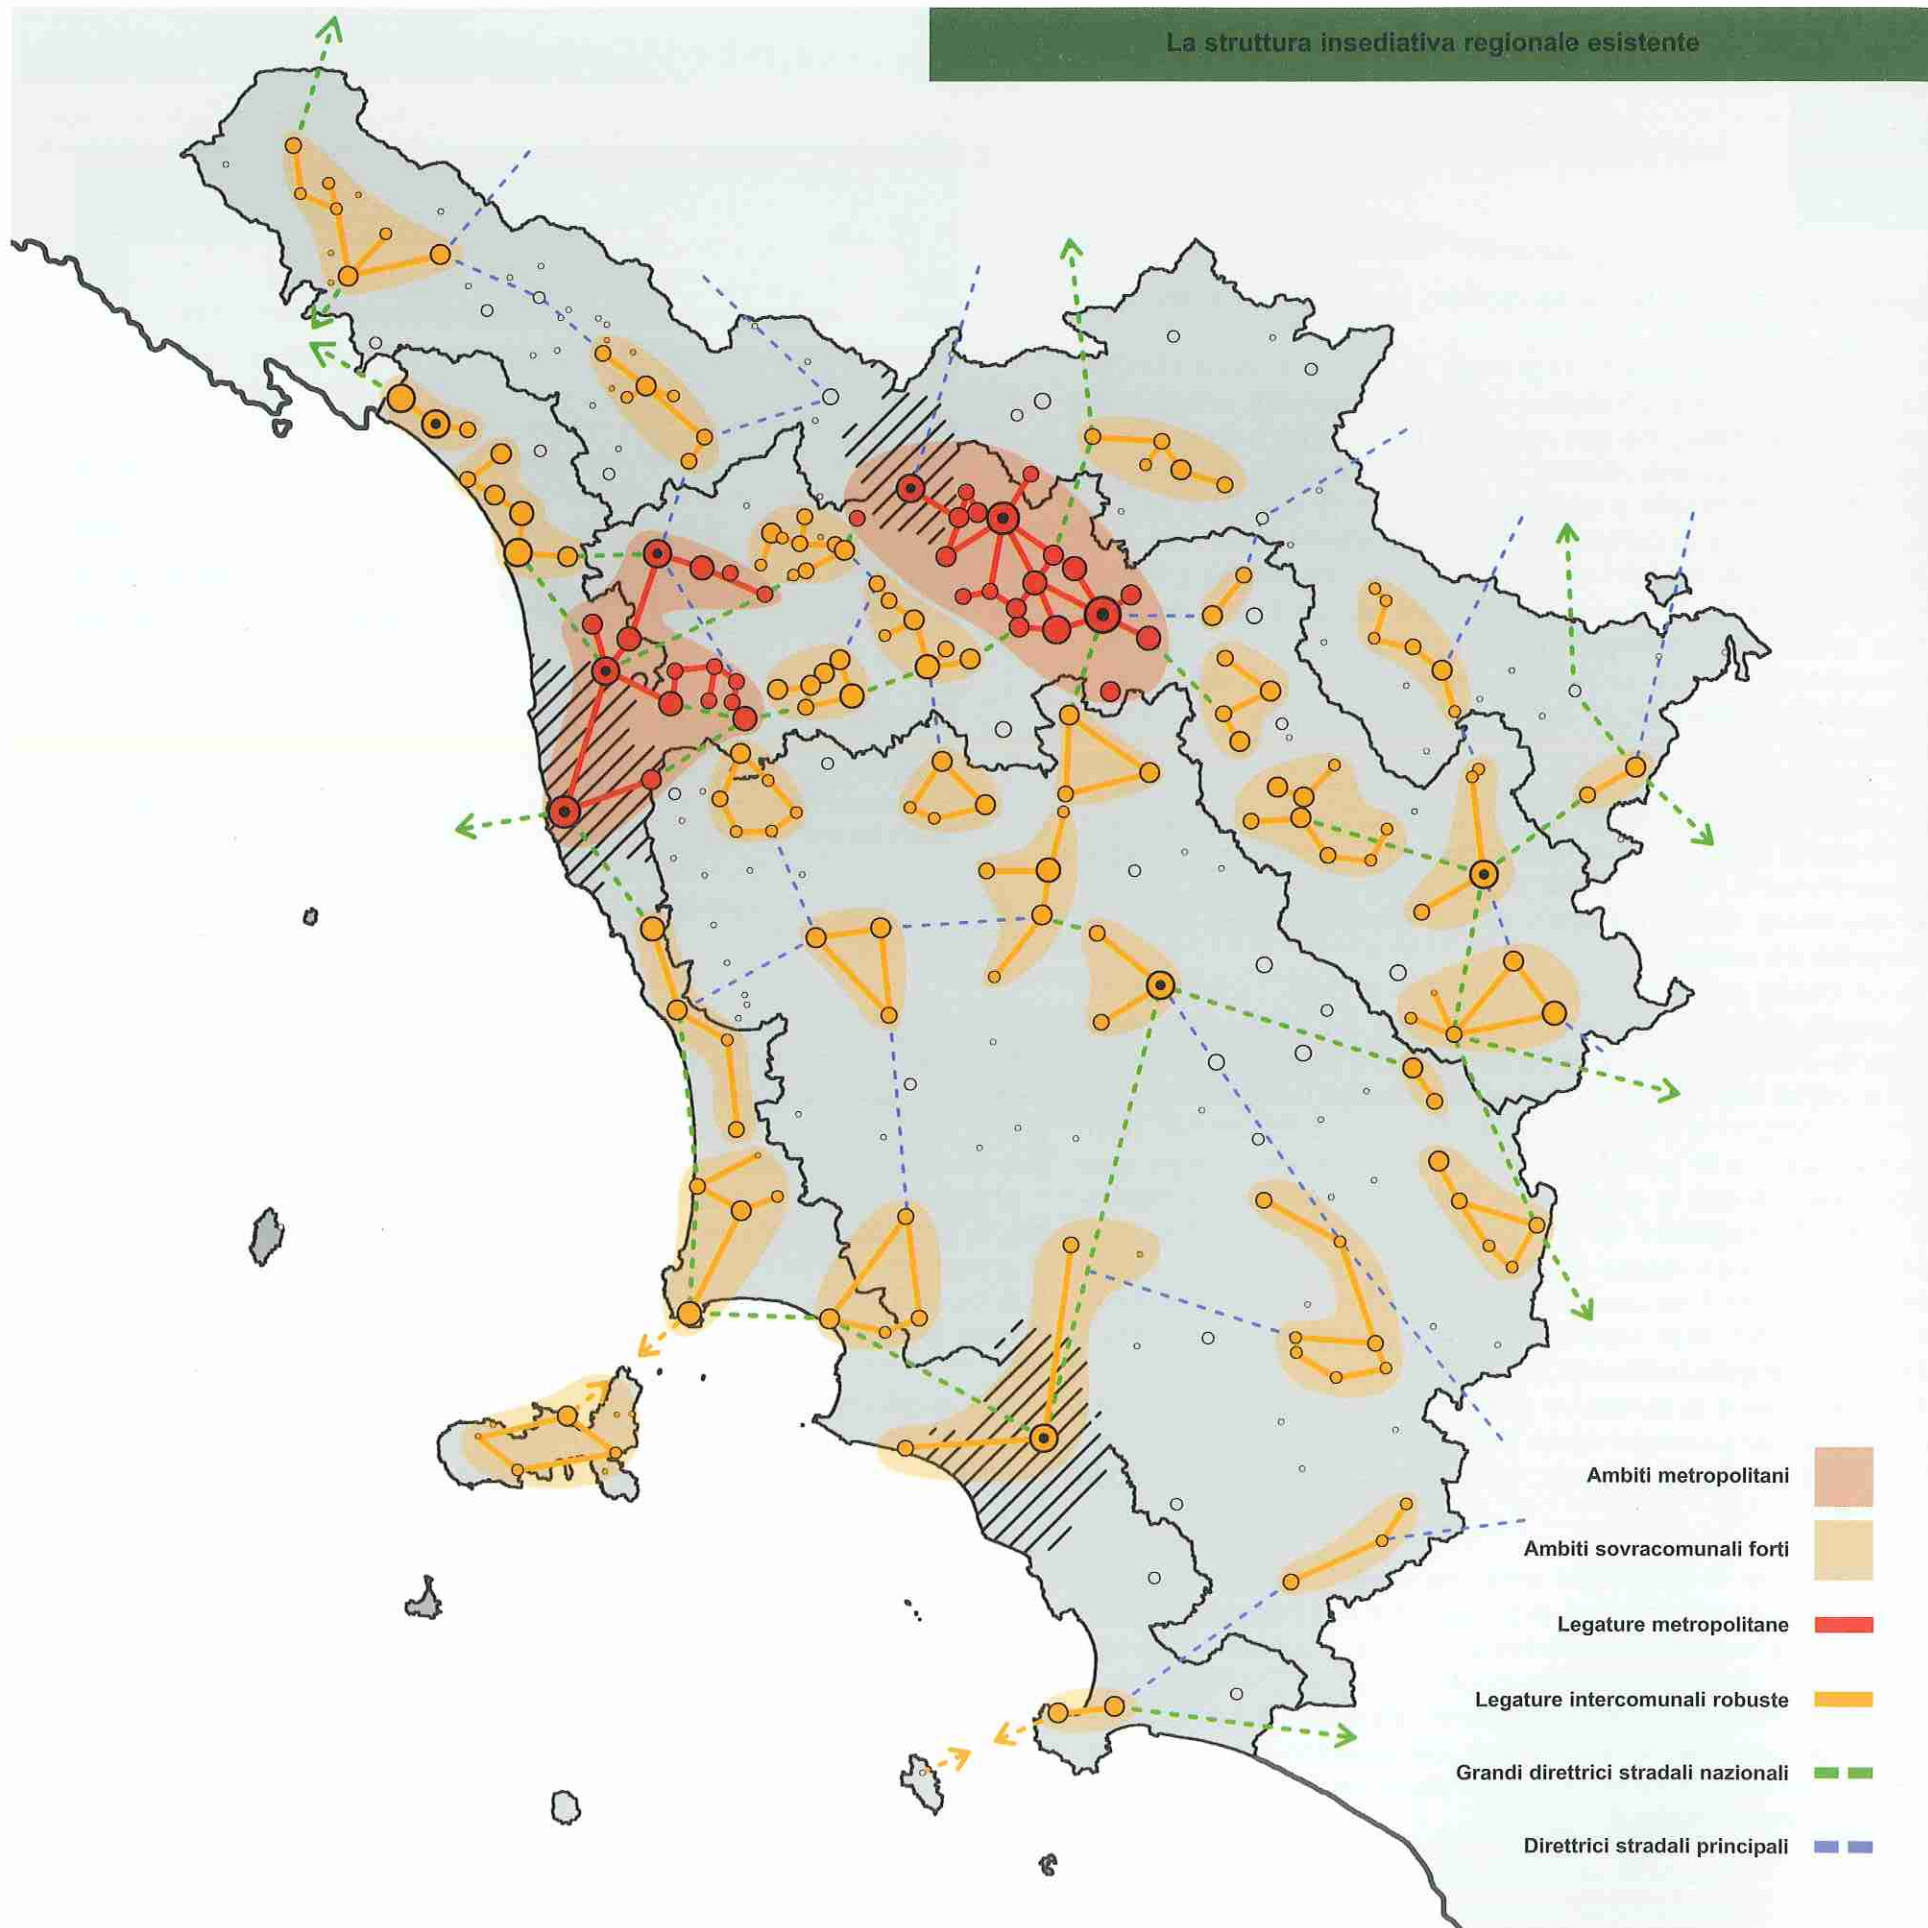 La struttura insediativa regionale esistente
Ambiti metropolitani
Ambiti sovracomunali forti
Legature metropolitane
Legature intercomunali robuste
Grandi direttrici stradali nazionali
Direttrici stradali principali